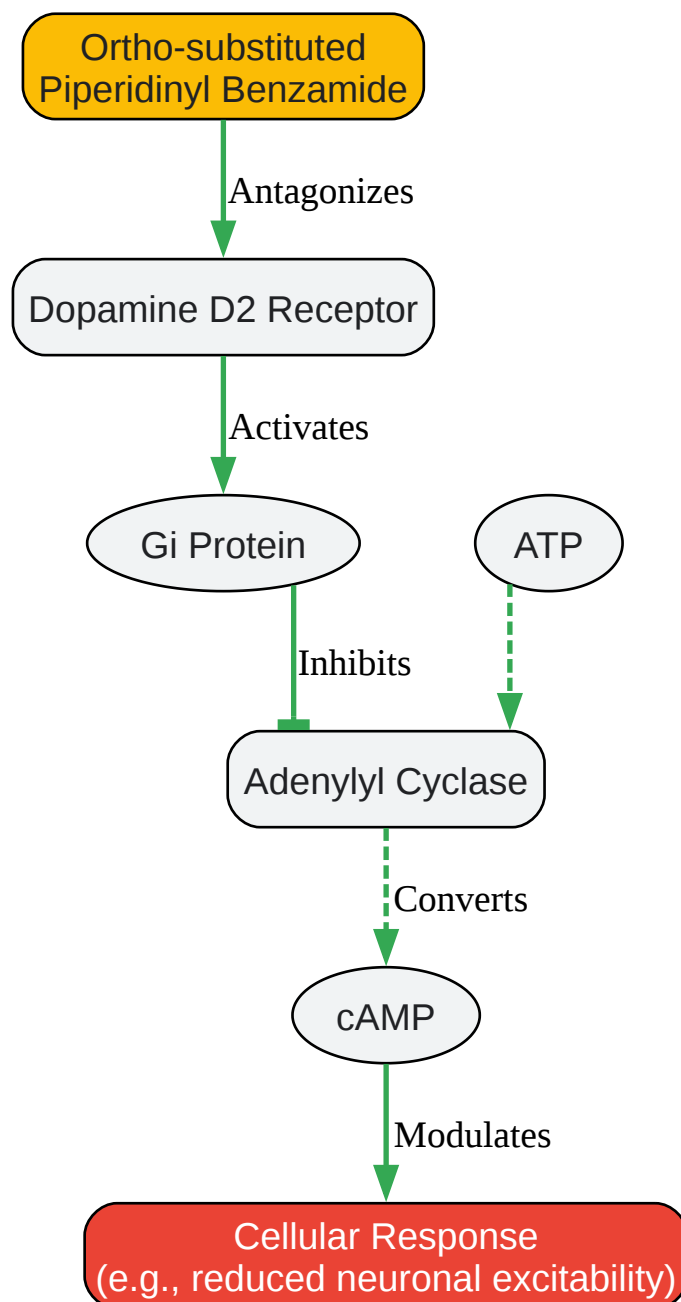 Ortho-substituted
Piperidinyl Benzamide
Antagonizes
Dopamine D2 Receptor
Activates
Gi Protein
ATP
Inhibits
Adenylyl Cyclase
Converts
cAMP
Modulates
Cellular Response
(e.g., reduced neuronal excitability)